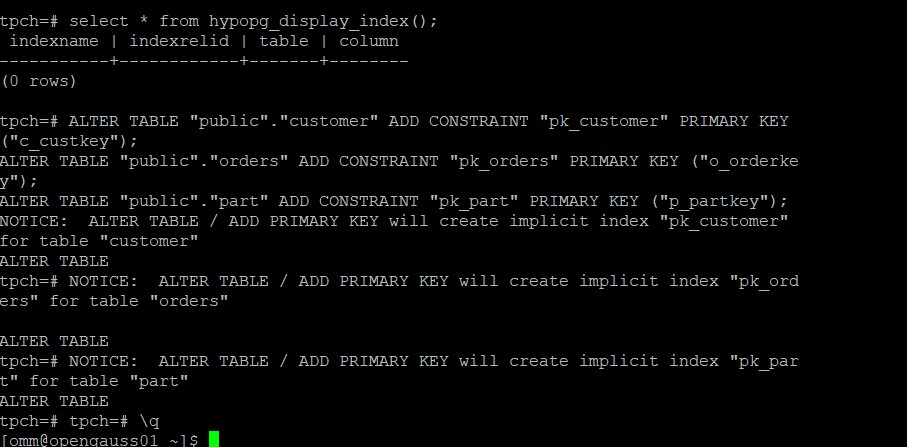 tpch=# select * from hypopg_display_index();
 indexname | indexrelid | table | column
-----------+------------+-------+--------
(0 rows)

tpch=# ALTER TABLE "public"."customer" ADD CONSTRAINT "pk_customer" PRIMARY KEY
("c_custkey");
ALTER TABLE "public"."orders" ADD CONSTRAINT "pk_orders" PRIMARY KEY ("o_orderke
y");
ALTER TABLE "public"."part" ADD CONSTRAINT "pk_part" PRIMARY KEY ("p_partkey");
NOTICE:  ALTER TABLE / ADD PRIMARY KEY will create implicit index "pk_customer"
for table "customer"
ALTER TABLE
tpch=# NOTICE:  ALTER TABLE / ADD PRIMARY KEY will create implicit index "pk_ord
ers" for table "orders"

ALTER TABLE
tpch=# NOTICE:  ALTER TABLE / ADD PRIMARY KEY will create implicit index "pk_par
t" for table "part"
ALTER TABLE
tpch=# tpch=# \q
[omm@opengauss01 ~]$